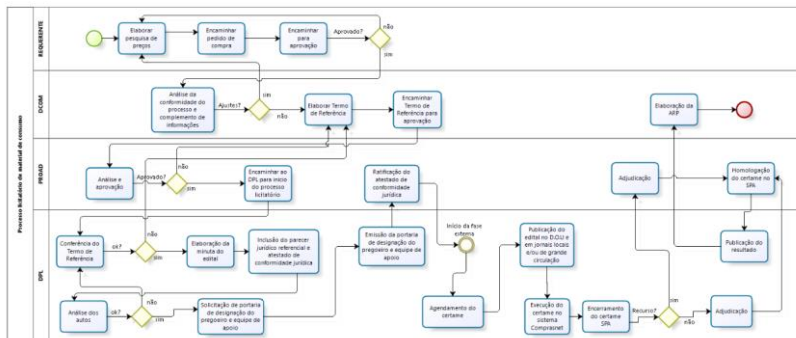 Processo licitatório de material de consumo
REQUERENTE
Elaborar
pesquisa de
preços
Encaminhar
pedido de
compra
Encaminhar
para
aprovação
Aprovado?
não
sim
DCOM
Análise da
conformidade do
processo e
complemento de
informações
Ajustes?
sim
não
Elaborar Termo
de Referência
Encaminhar
Termo de
Referência para
aprovação
Elaboração da
ARP
PROAD
Análise e
aprovação
Aprovado?
não
sim
Encaminhar ao
DPL para início
do processo
licitatório
Ratificação do
atestado de
conformidade
jurídica
Adjudicação
Homologação
do certame no
SPA
DPL
Conferência do
Termo de
Referência
ok?
não
sim
Elaboração da
minuta do
edital
Inclusão do parecer
jurídico referencial e
atestado de
conformidade jurídica
Emissão da portaria
de designação do
pregoeiro e equipe de
apoio
Início da fase
externa
Publicação do
edital no D.O.U e
em jornais locais
e/ou de grande
circulação
Publicação do
resultado
Análise dos
autos
ok?
não
sim
Solicitação de portaria
de designação do
pregoeiro e equipe de
apoio
Agendamento do
certame
Execução do
certame no
sistema
Comprasnet
Encerramento do
certame SPA
Recurso?
sim
não
Adjudicação